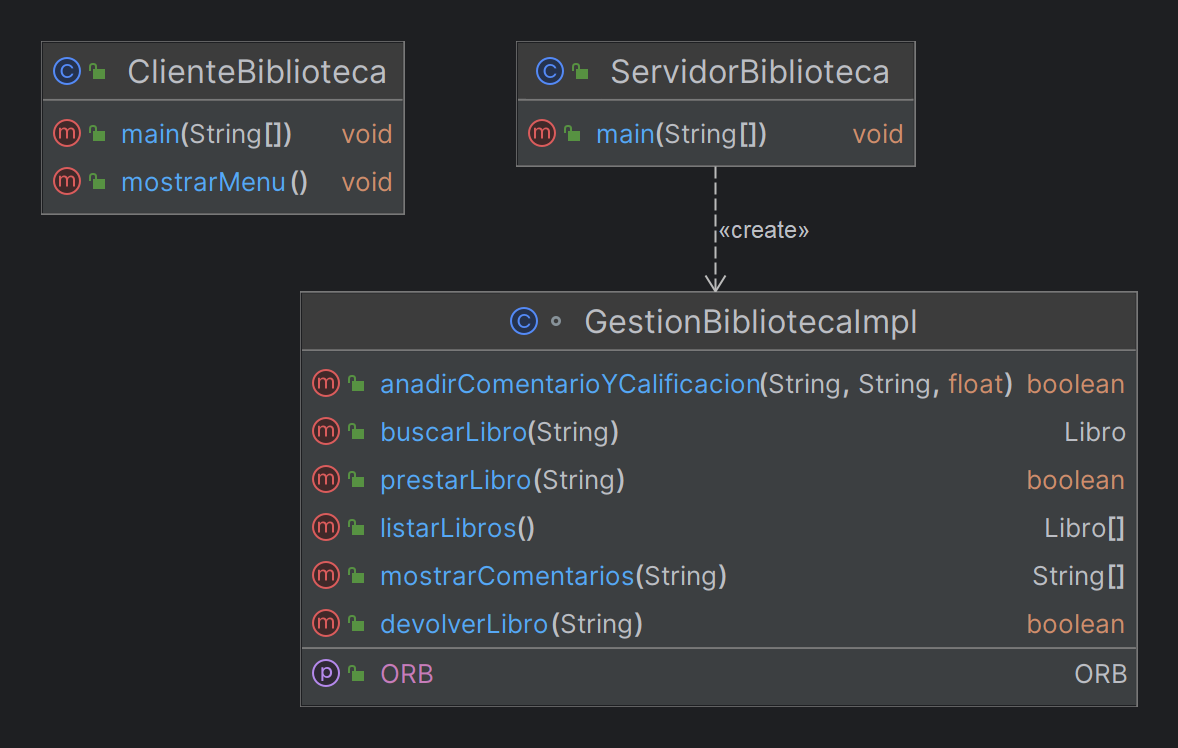 C ClienteBiblioteca
m main(String[]) void
m mostrarMenu() void
C ServidorBiblioteca
m main(String[]) void
«create»
C GestionBibliotecaImpl
m anadirComentarioYCalificacion(String, String, float) boolean
m buscarLibro(String) Libro
m prestarLibro(String) boolean
m listarLibros() Libro[]
m mostrarComentarios(String) String[]
m devolverLibro(String) boolean
p ORB ORB